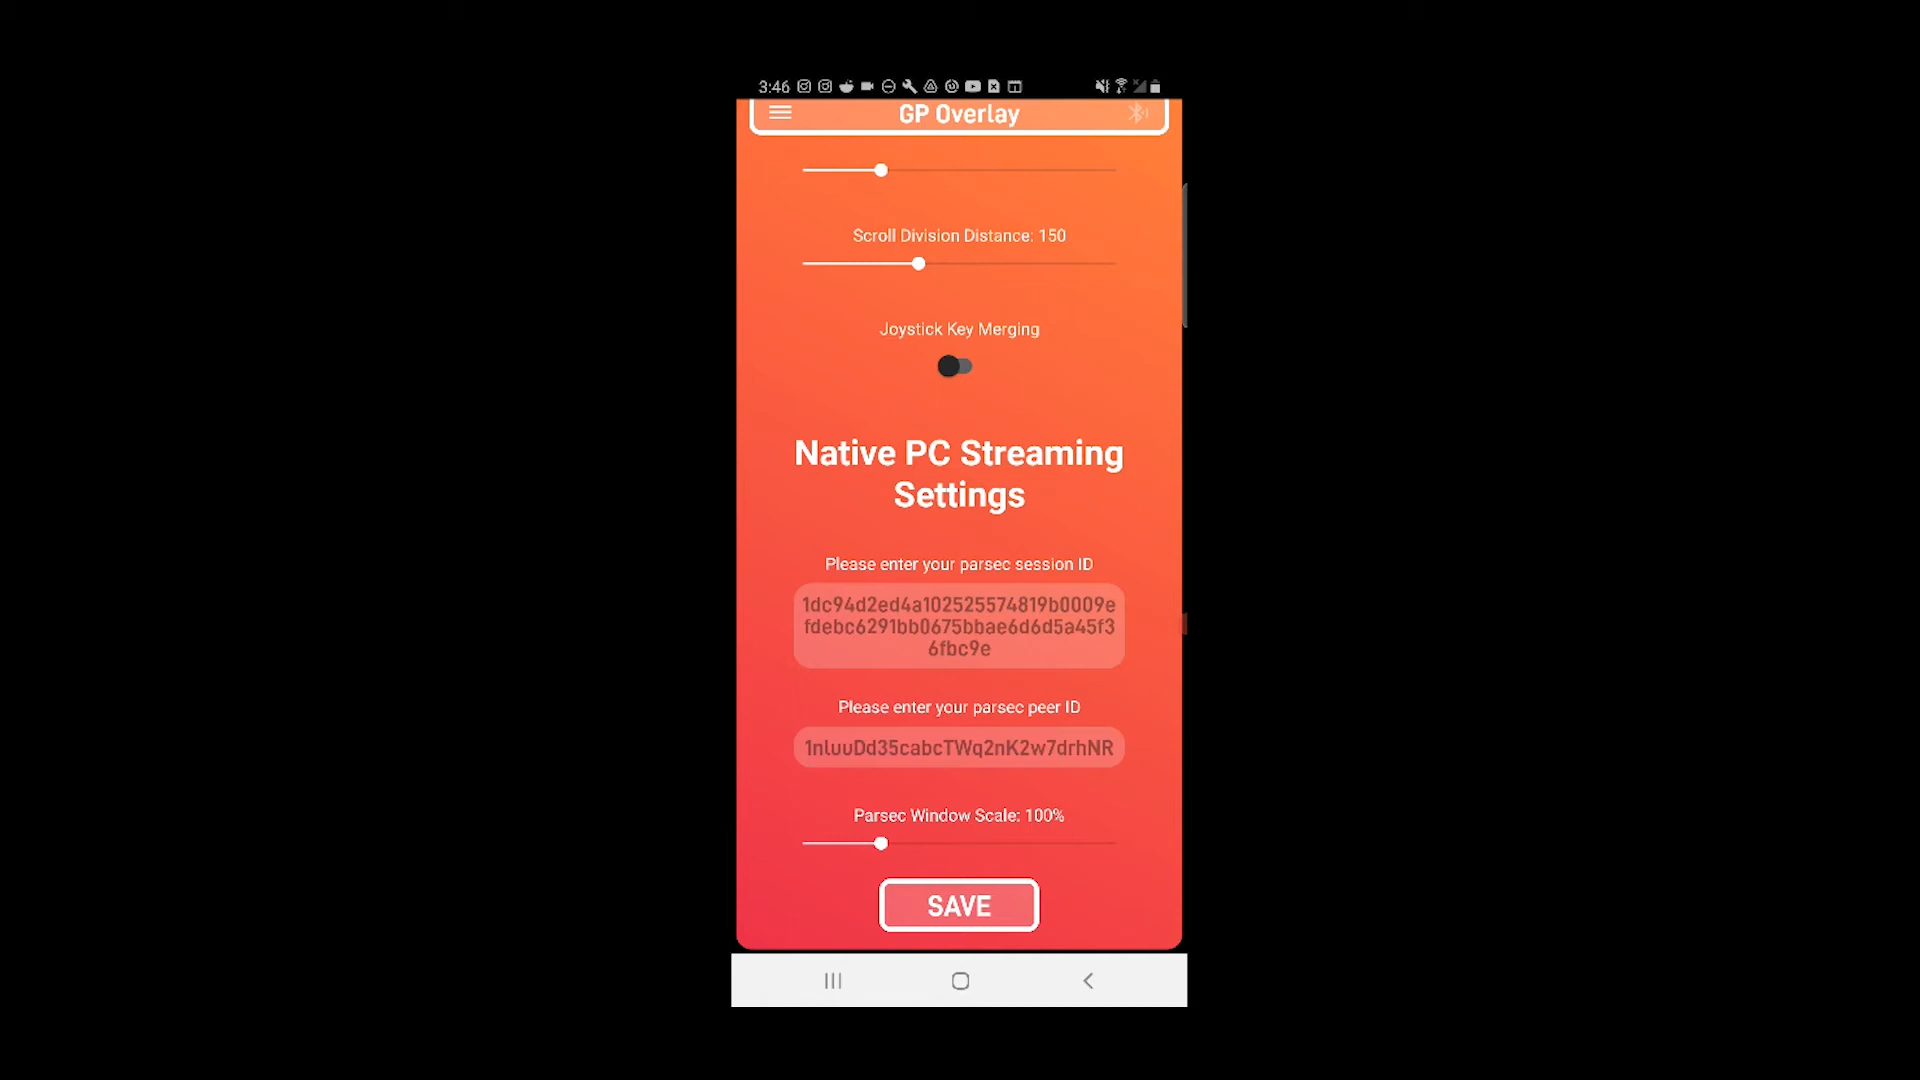 3:46
GP Overlay
Scroll Division Distance: 150
Joystick Key Merging
Native PC Streaming
Settings
Please enter your parsec session ID
1dc94d2ed4a102525574819b0009e
fdebc6291bb0675bbae6d6d5a45f3
6fbc9e
Please enter your parsec peer ID
1nluuDd35cabcTWq2nK2w7drhNR
Parsec Window Scale: 100%
SAVE